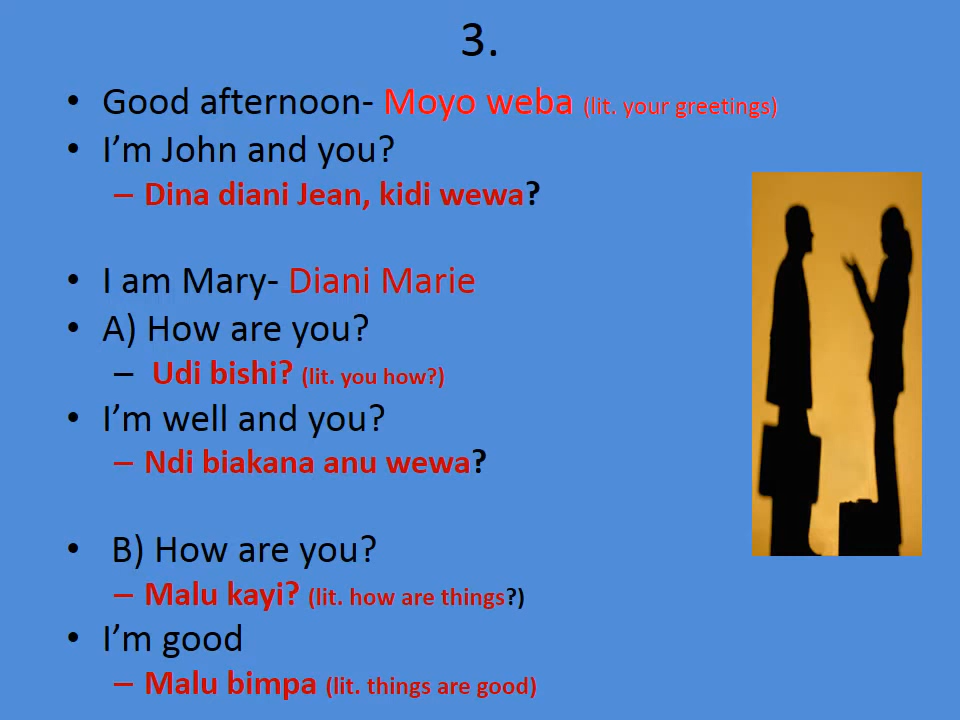 3.
• Good afternoon- Moyo weba (lit. your greetings)
• I'm John and you?
– Dina diani Jean, kidi wewa?
• I am Mary- Diani Marie
• A) How are you?
– Udi bishi? (lit. you how?)
• I'm well and you?
– Ndi biakana anu wewa?
• B) How are you?
– Malu kayi? (lit. how are things?)
• I'm good
– Malu bimpa (lit. things are good)